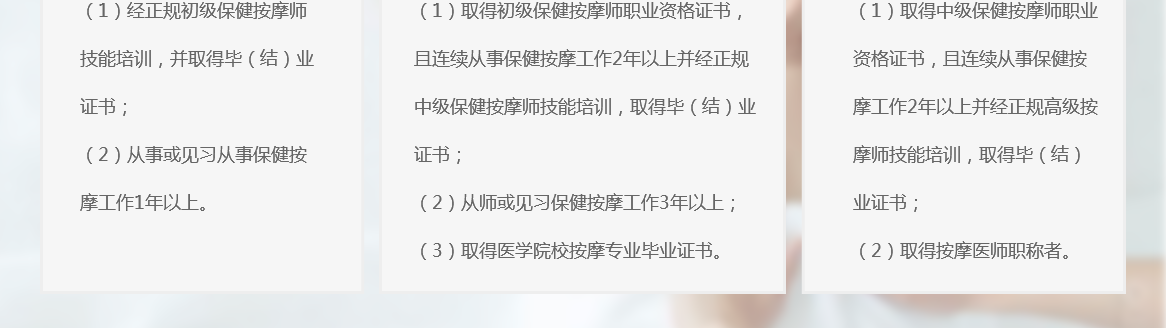 （1）经正规初级保健按摩师
技能培训，并取得毕（结）业
证书；
（2）从事或见习从事保健按
摩工作1年以上。
（1）取得初级保健按摩师职业资格证书，
且连续从事保健按摩工作2年以上并经正规
中级保健按摩师技能培训，取得毕（结）业
证书；
（2）从师或见习保健按摩工作3年以上；
（3）取得医学院校按摩专业毕业证书。
（1）取得中级保健按摩师职业
资格证书，且连续从事保健按
摩工作2年以上并经正规高级按
摩师技能培训，取得毕（结）
业证书；
（2）取得按摩医师职称者。